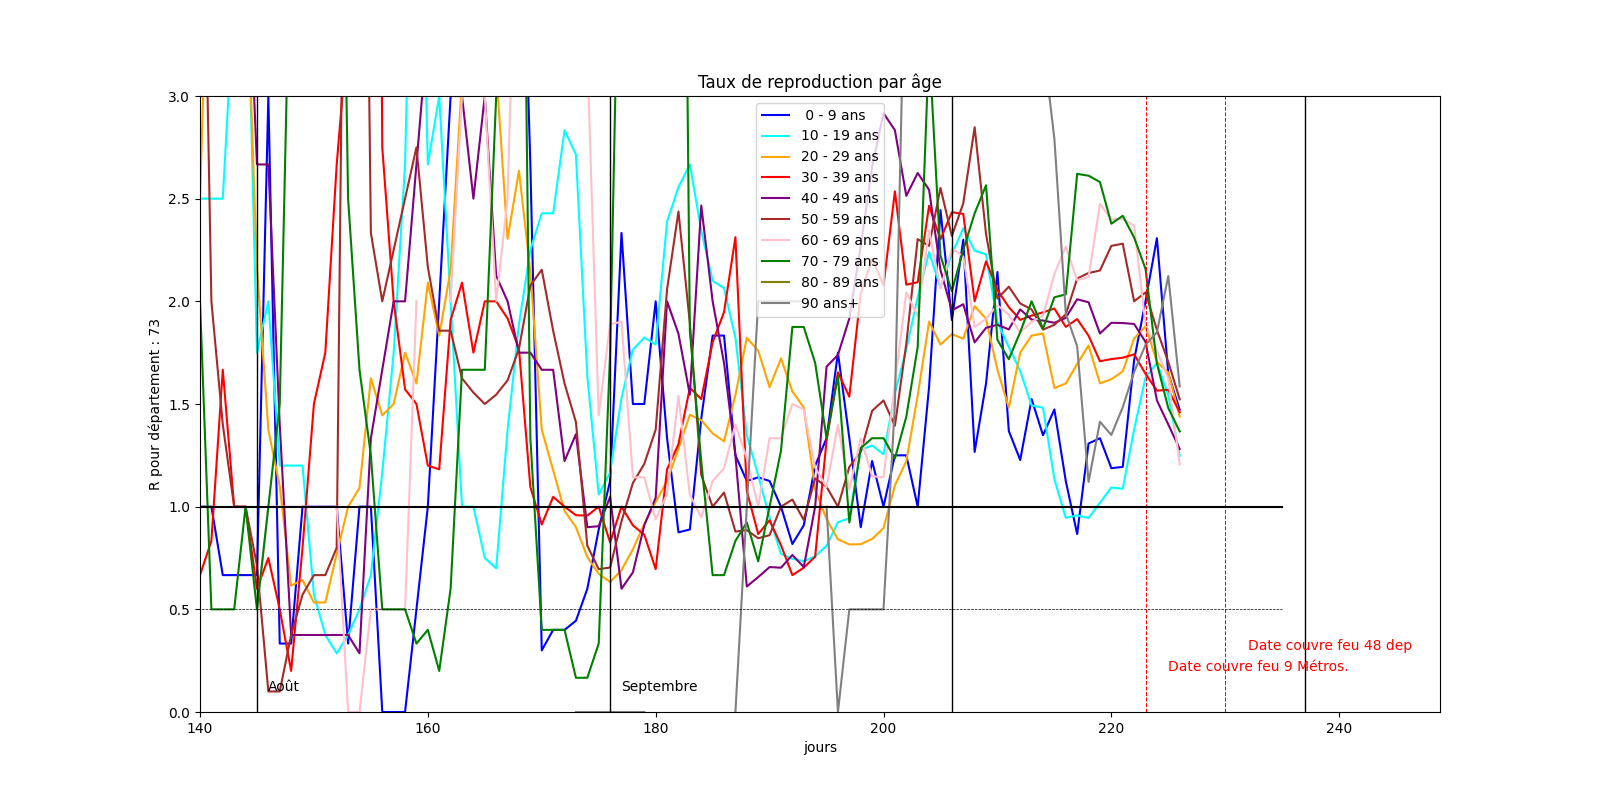 Taux de reproduction par âge
3.0
2.5
2.0
1.5
1.0
0.5
0.0
R pour département : 73
0 - 9 ans
10 - 19 ans
20 - 29 ans
30 - 39 ans
40 - 49 ans
50 - 59 ans
60 - 69 ans
70 - 79 ans
80 - 89 ans
90 ans+
Date couvre feu 48 dep
Date couvre feu 9 Métros.
Août
Septembre
140
160
180
200
220
240
jours